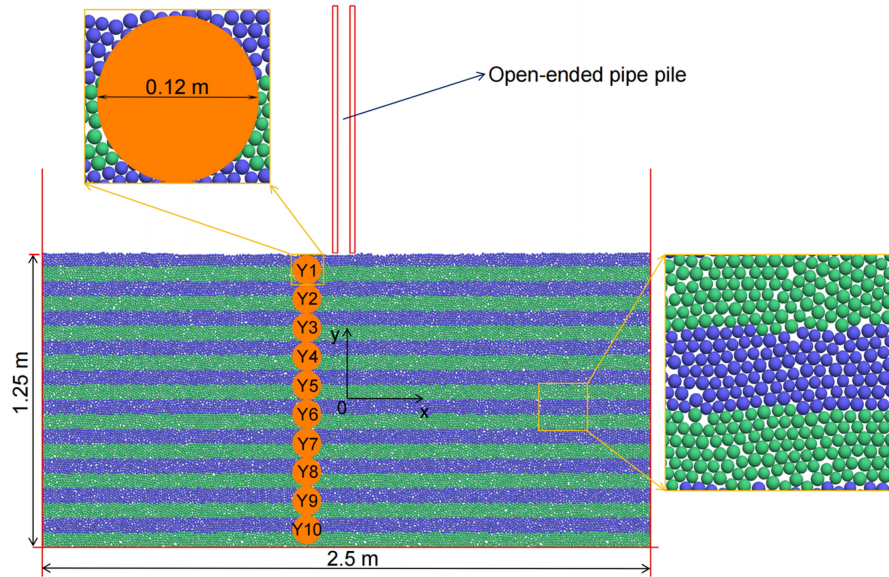 0.12 m
Open-ended pipe pile
Y1
Y2
Y3
y
Y4
Y5
0
x
Y6
Y7
Y8
Y9
Y10
1.25 m
2.5 m